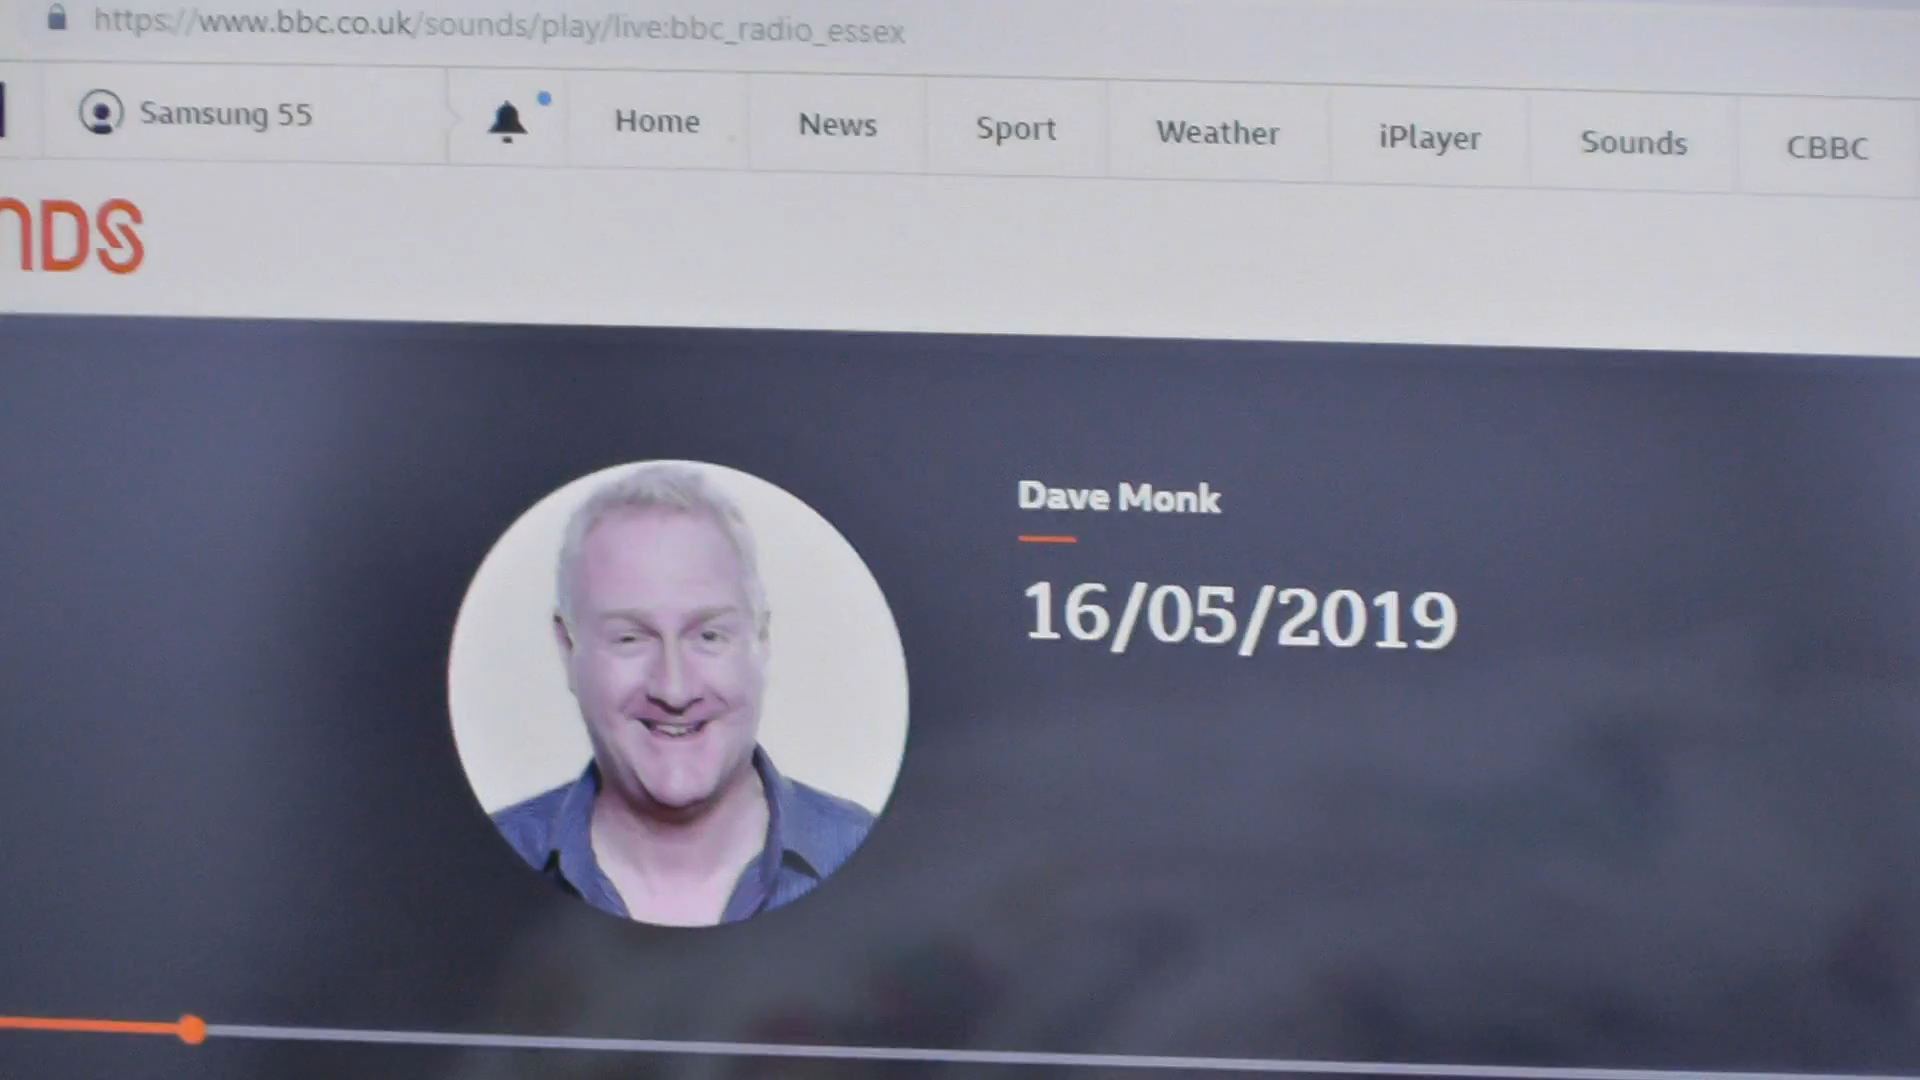 https://www.bbc.co.uk/sounds/play/live:bbc_radio_essex
Samsung 55
Home
News
Sport
Weather
iPlayer
Sounds
CBBC
NDS
Dave Monk
16/05/2019